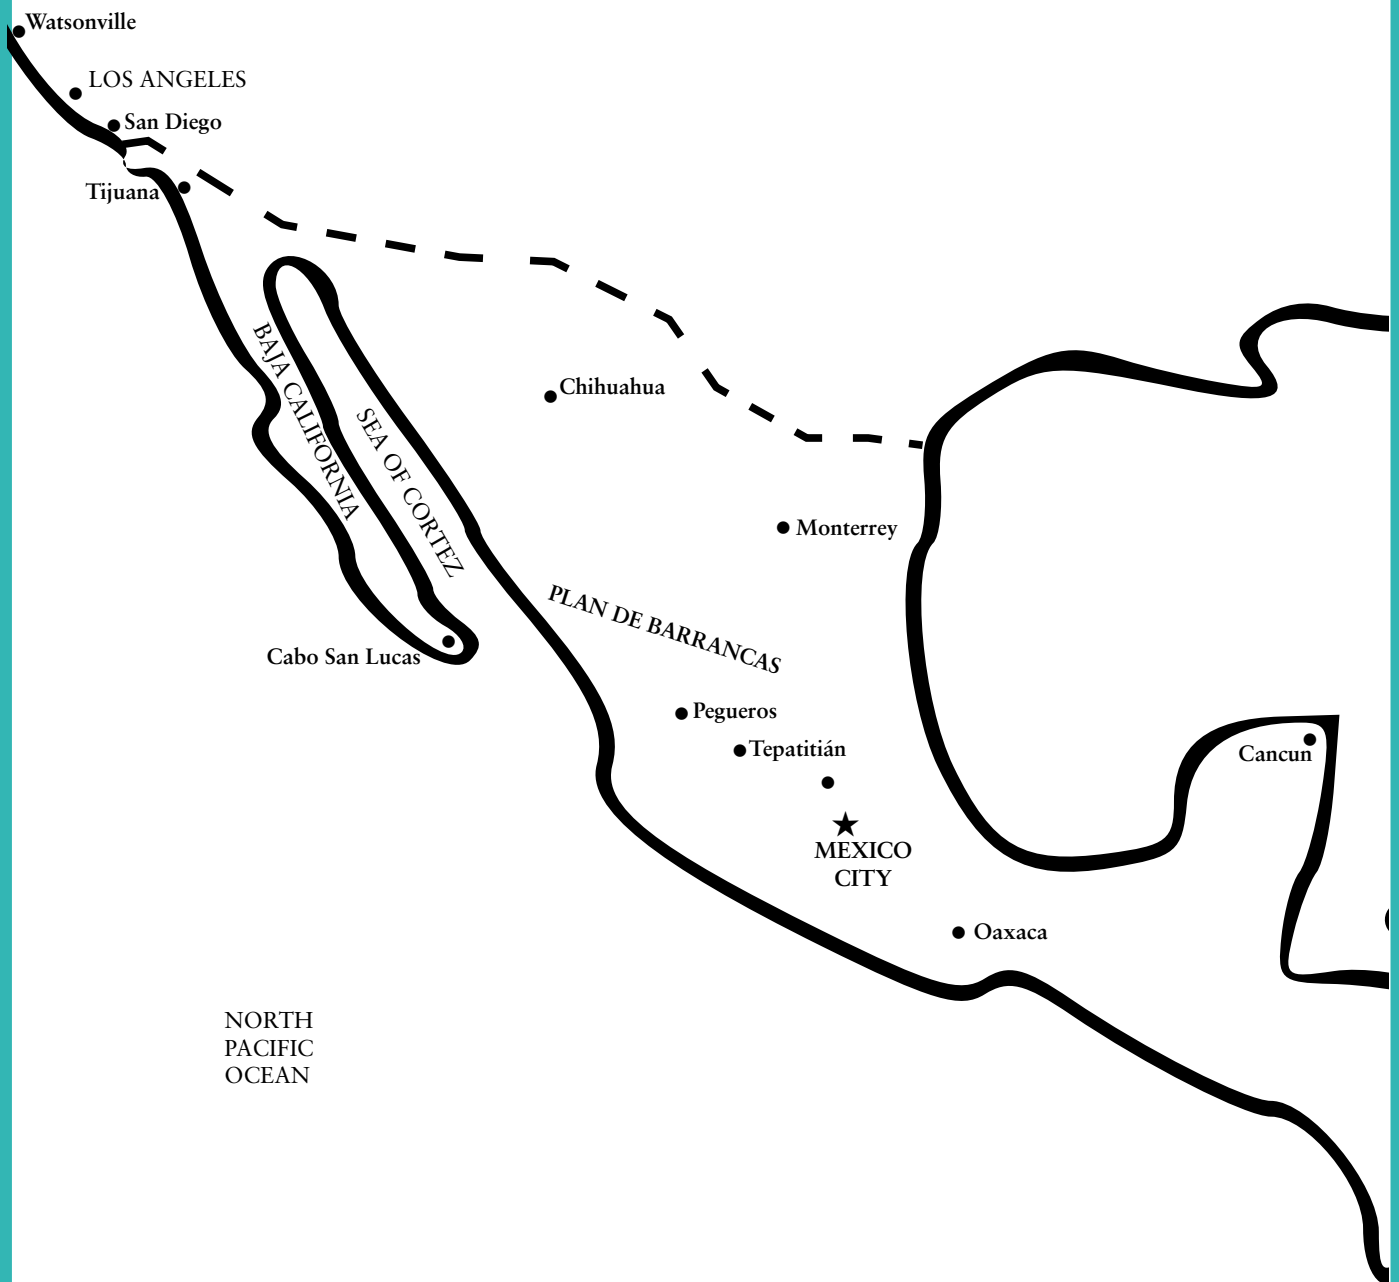 Watsonville
LOS ANGELES
San Diego
Tijuana
BAJA CALIFORNIA
SEA OF CORTEZ
Chihuahua
Monterrey
PLAN DE BARRANCAS
Cabo San Lucas
Pegueros
Tepatitián
Cancun
MEXICO
CITY
Oaxaca
NORTH
PACIFIC
OCEAN